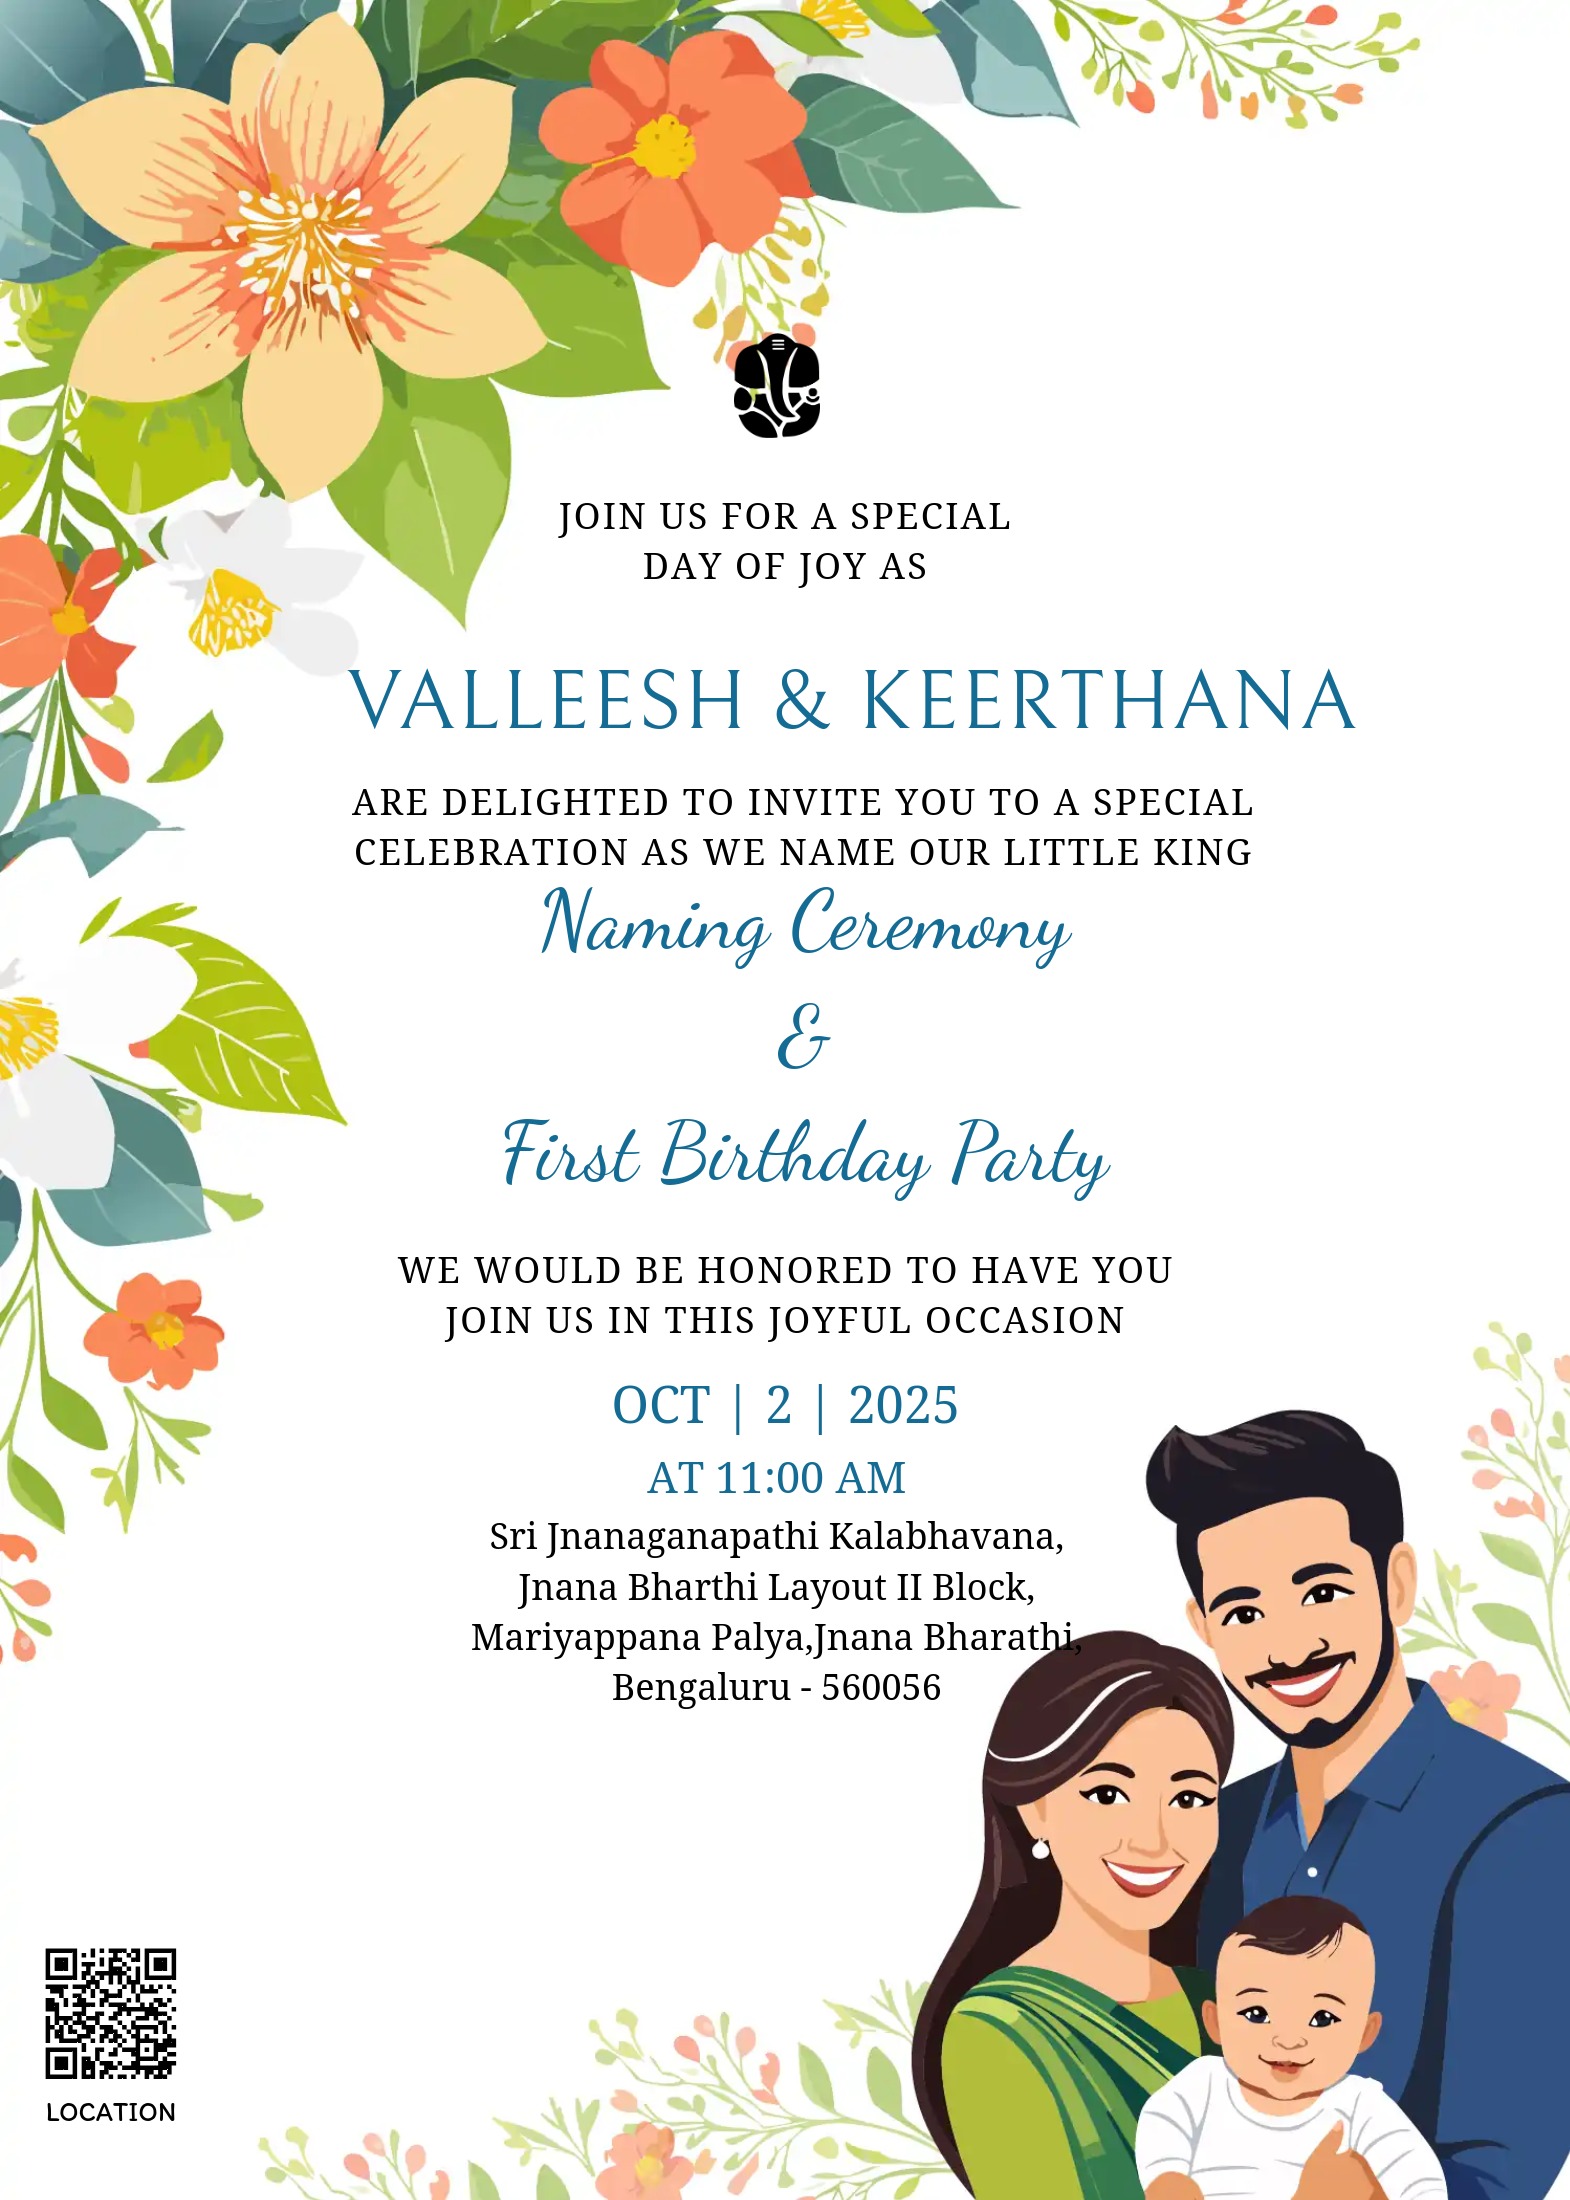 JOIN US FOR A SPECIAL
DAY OF JOY AS
VALLEESH & KEERTHANA
ARE DELIGHTED TO INVITE YOU TO A SPECIAL
CELEBRATION AS WE NAME OUR LITTLE KING
Naming Ceremony
&
First Birthday Party
WE WOULD BE HONORED TO HAVE YOU
JOIN US IN THIS JOYFUL OCCASION
OCT | 2 | 2025
AT 11:00 AM
Sri Jnanaganapathi Kalabhavana,
Jnana Bharthi Layout II Block,
Mariyappana Palya,Jnana Bharathi,
Bengaluru - 560056
LOCATION